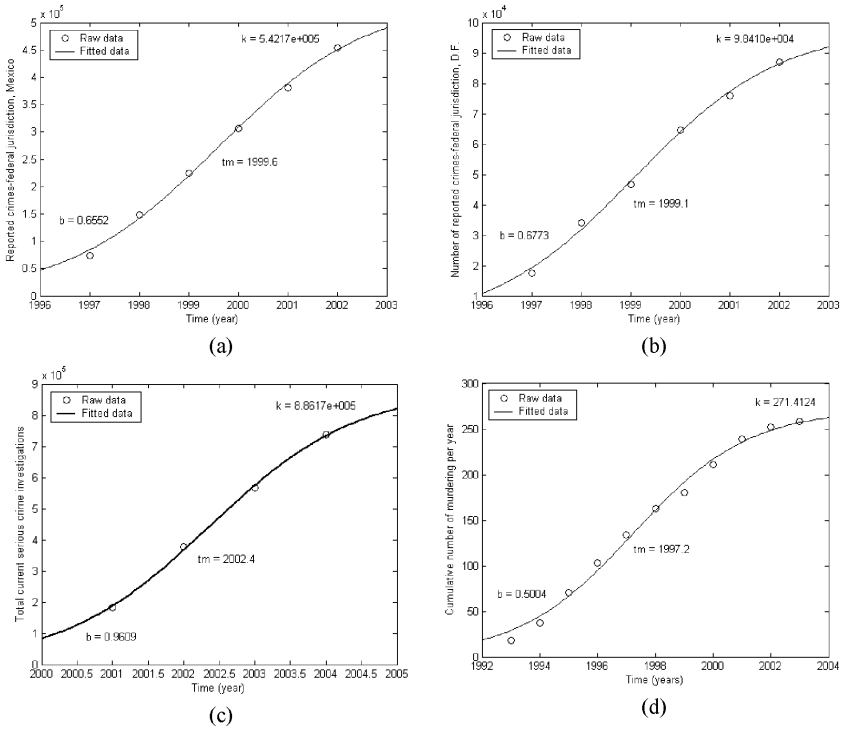 x 10⁵
5
4.5
4
3.5
3
2.5
2
1.5
1
0.5
Reported crimes-federal jurisdiction, Mexico
Raw data
Fitted data
k = 5.4217e+005
tm = 1999.6
b = 0.6552
1996 1997 1998 1999 2000 2001 2002 2003
Time (year)
(a)
x 10⁴
10
9
8
7
6
5
4
3
2
1
Number of reported crimes-federal jurisdiction, D.F.
Raw data
Fitted data
k = 9.8410e+004
tm = 1999.1
b = 0.6773
1996 1997 1998 1999 2000 2001 2002 2003
Time (year)
(b)
x 10⁵
9
8
7
6
5
4
3
2
1
0
Total current serious crime investigations
Raw data
Fitted data
k = 8.8617e+005
tm = 2002.4
b = 0.9609
2000 2000.5 2001 2001.5 2002 2002.5 2003 2003.5 2004 2004.5 2005
Time (year)
(c)
300
250
200
150
100
50
0
Cumulative number of murdering per year
Raw data
Fitted data
k = 271.4124
tm = 1997.2
b = 0.5004
1992 1994 1996 1998 2000 2002 2004
Time (years)
(d)